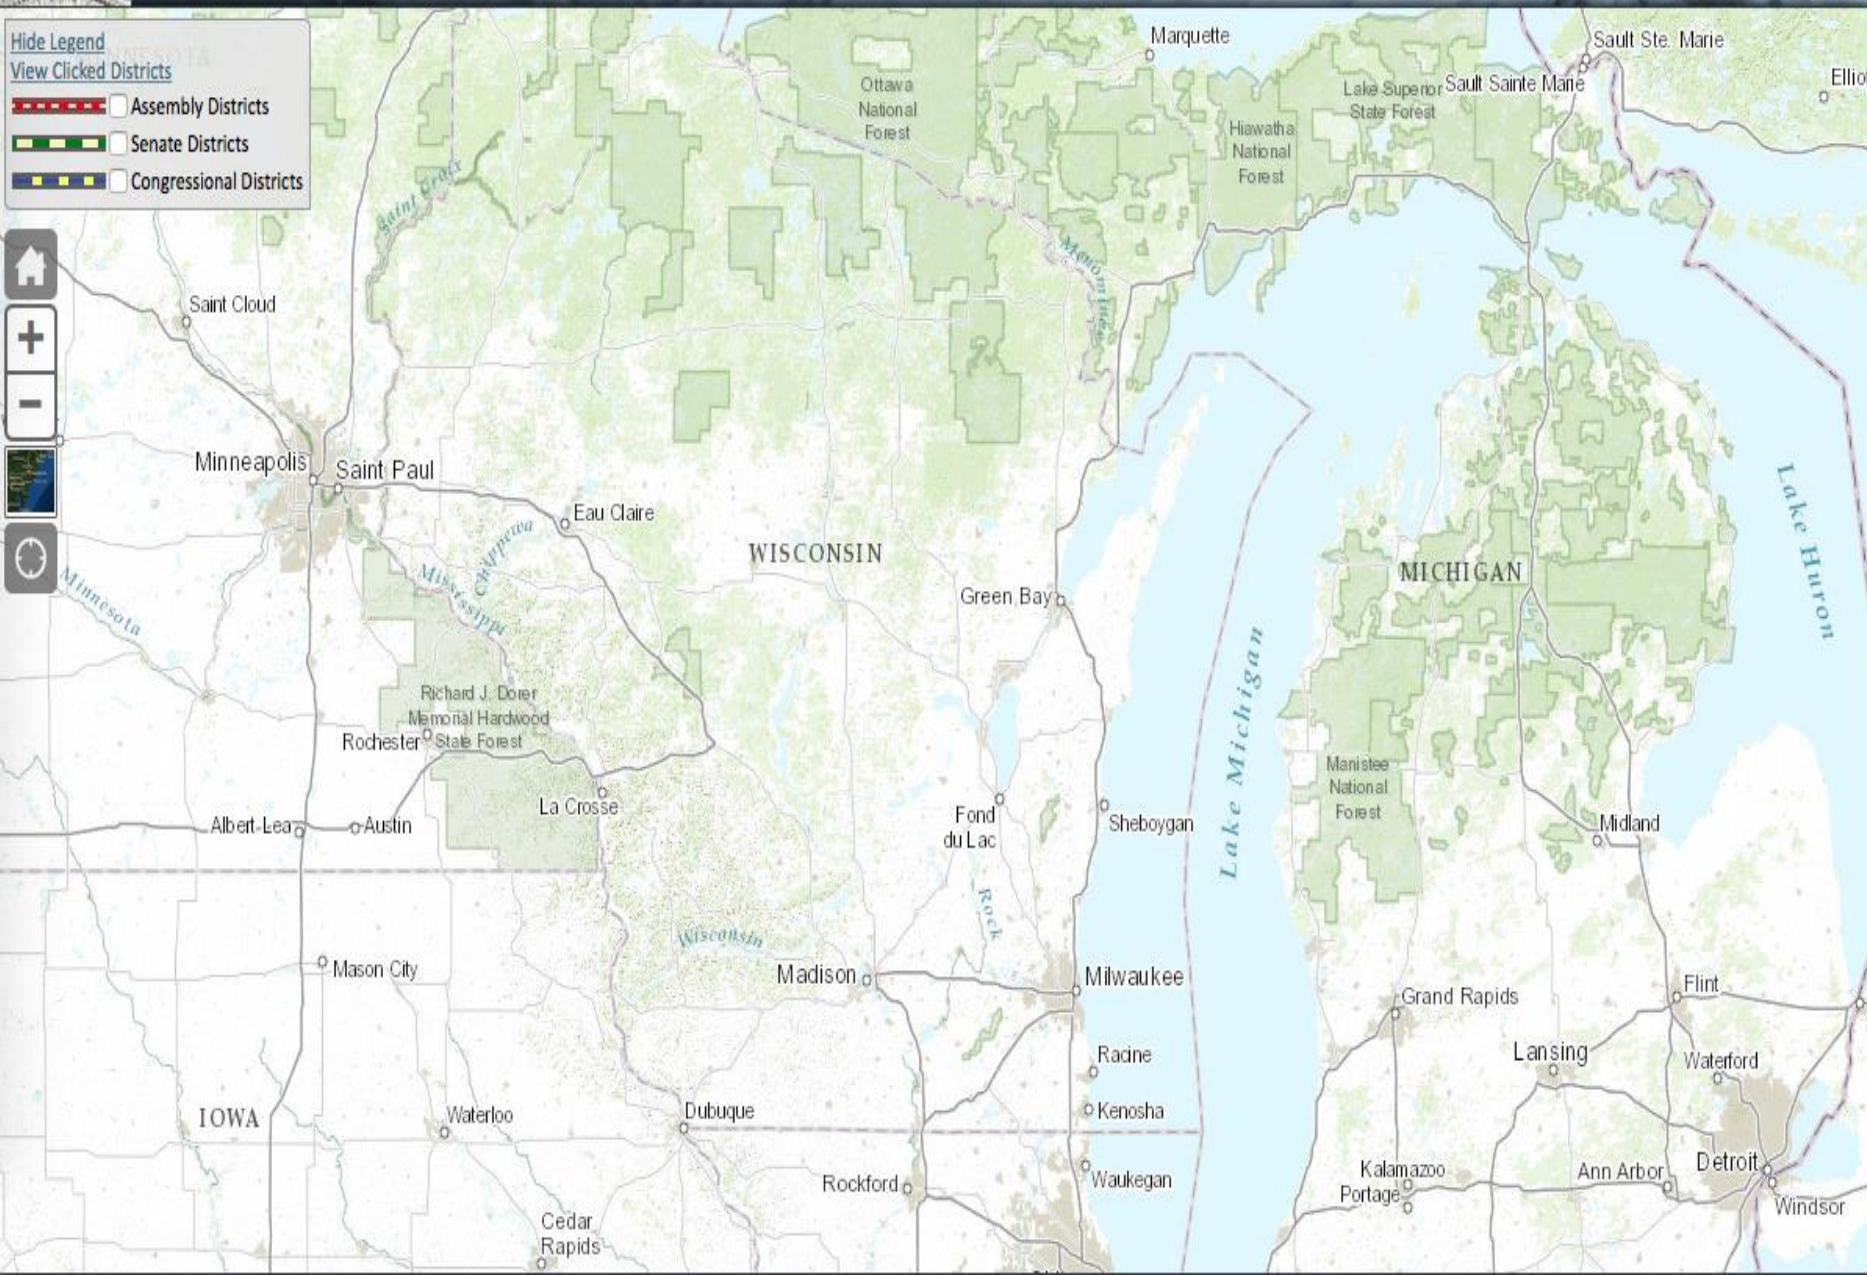 Hide Legend
View Clicked Districts
Assembly Districts
Senate Districts
Congressional Districts
Marquette
Sault Ste. Marie
Sault Sainte Marie
Ottawa
National
Forest
Lake Superior
State Forest
Hiawatha
National
Forest
Saint Croix
Menominee
Saint Cloud
Minneapolis
Saint Paul
Eau Claire
Chippewa
Mississippi
Minnesota
WISCONSIN
Green Bay
MICHIGAN
Lake Huron
Lake Michigan
Richard J. Dorer
Memorial Hardwood
State Forest
Rochester
La Crosse
Albert Lea
Austin
Fond
du Lac
Sheboygan
Manistee
National
Forest
Midland
Rock
Wisconsin
Mason City
Madison
Milwaukee
Grand Rapids
Flint
Racine
Lansing
Waterford
Kenosha
IOWA
Waterloo
Dubuque
Rockford
Waukegan
Kalamazoo
Portage
Ann Arbor
Detroit
Windsor
Cedar
Rapids